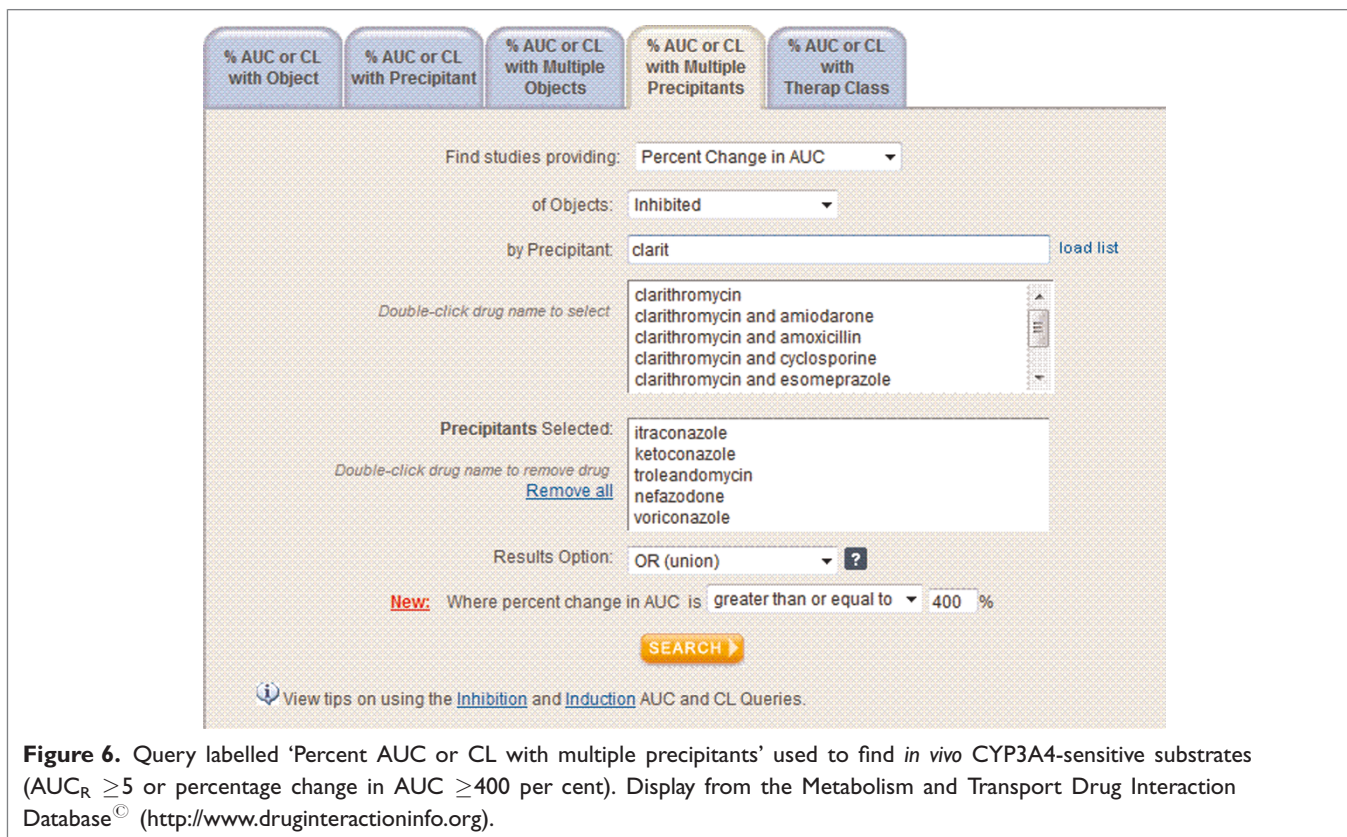 % AUC or CL
with Object
% AUC or CL
with Precipitant
% AUC or CL
with Multiple
Objects
% AUC or CL
with Multiple
Precipitants
% AUC or CL
with
Therap Class
Find studies providing: Percent Change in AUC
of Objects: Inhibited
by Precipitant: clarit load list
Double-click drug name to select
clarithromycin
clarithromycin and amiodarone
clarithromycin and amoxicillin
clarithromycin and cyclosporine
clarithromycin and esomeprazole
Precipitants Selected:
Double-click drug name to remove drug
Remove all
itraconazole
ketoconazole
troleandomycin
nefazodone
voriconazole
Results Option: OR (union) ?
New: Where percent change in AUC is greater than or equal to 400 %
SEARCH
i View tips on using the Inhibition and Induction AUC and CL Queries.
Figure 6. Query labelled ‘Percent AUC or CL with multiple precipitants’ used to find in vivo CYP3A4-sensitive substrates
(AUCR ≥5 or percentage change in AUC ≥400 per cent). Display from the Metabolism and Transport Drug Interaction
Database© (http://www.druginteractioninfo.org).